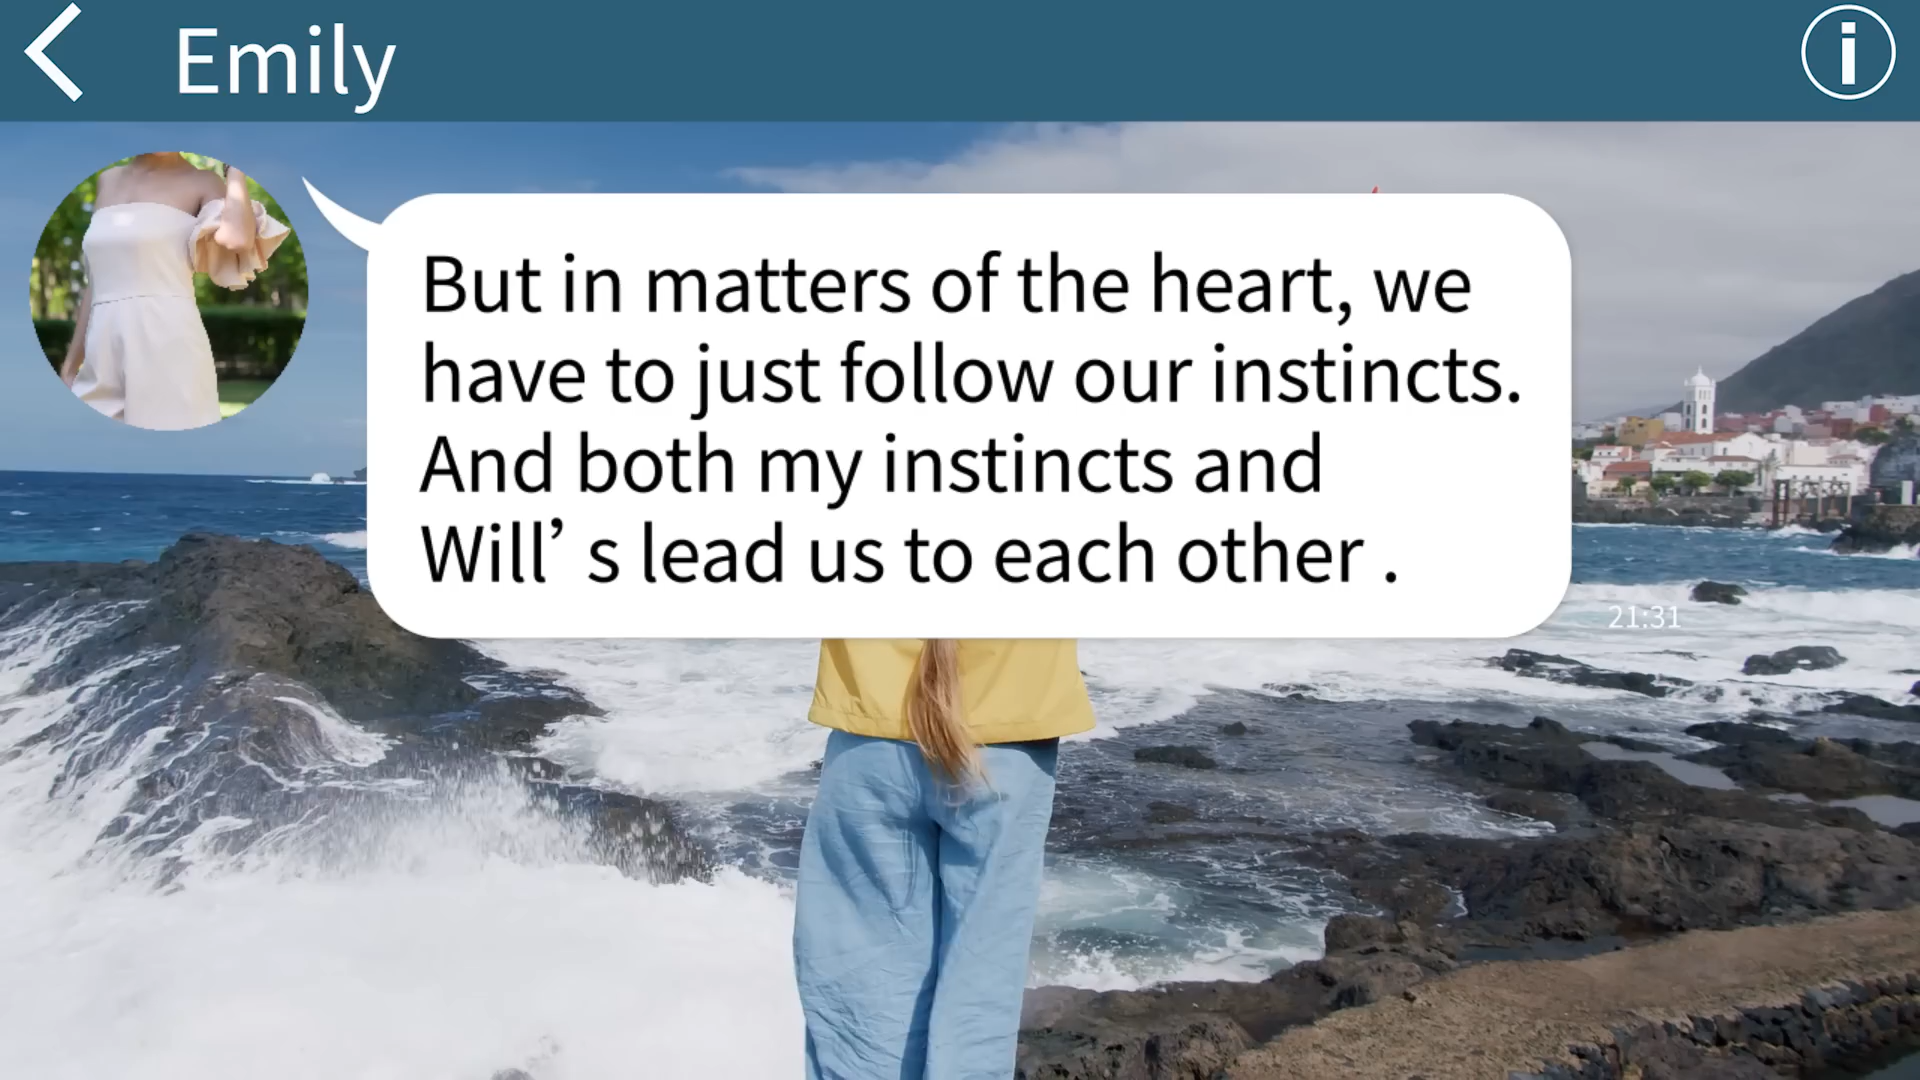 Emily
But in matters of the heart, we
have to just follow our instincts.
And both my instincts and
Will’s lead us to each other .
21:31